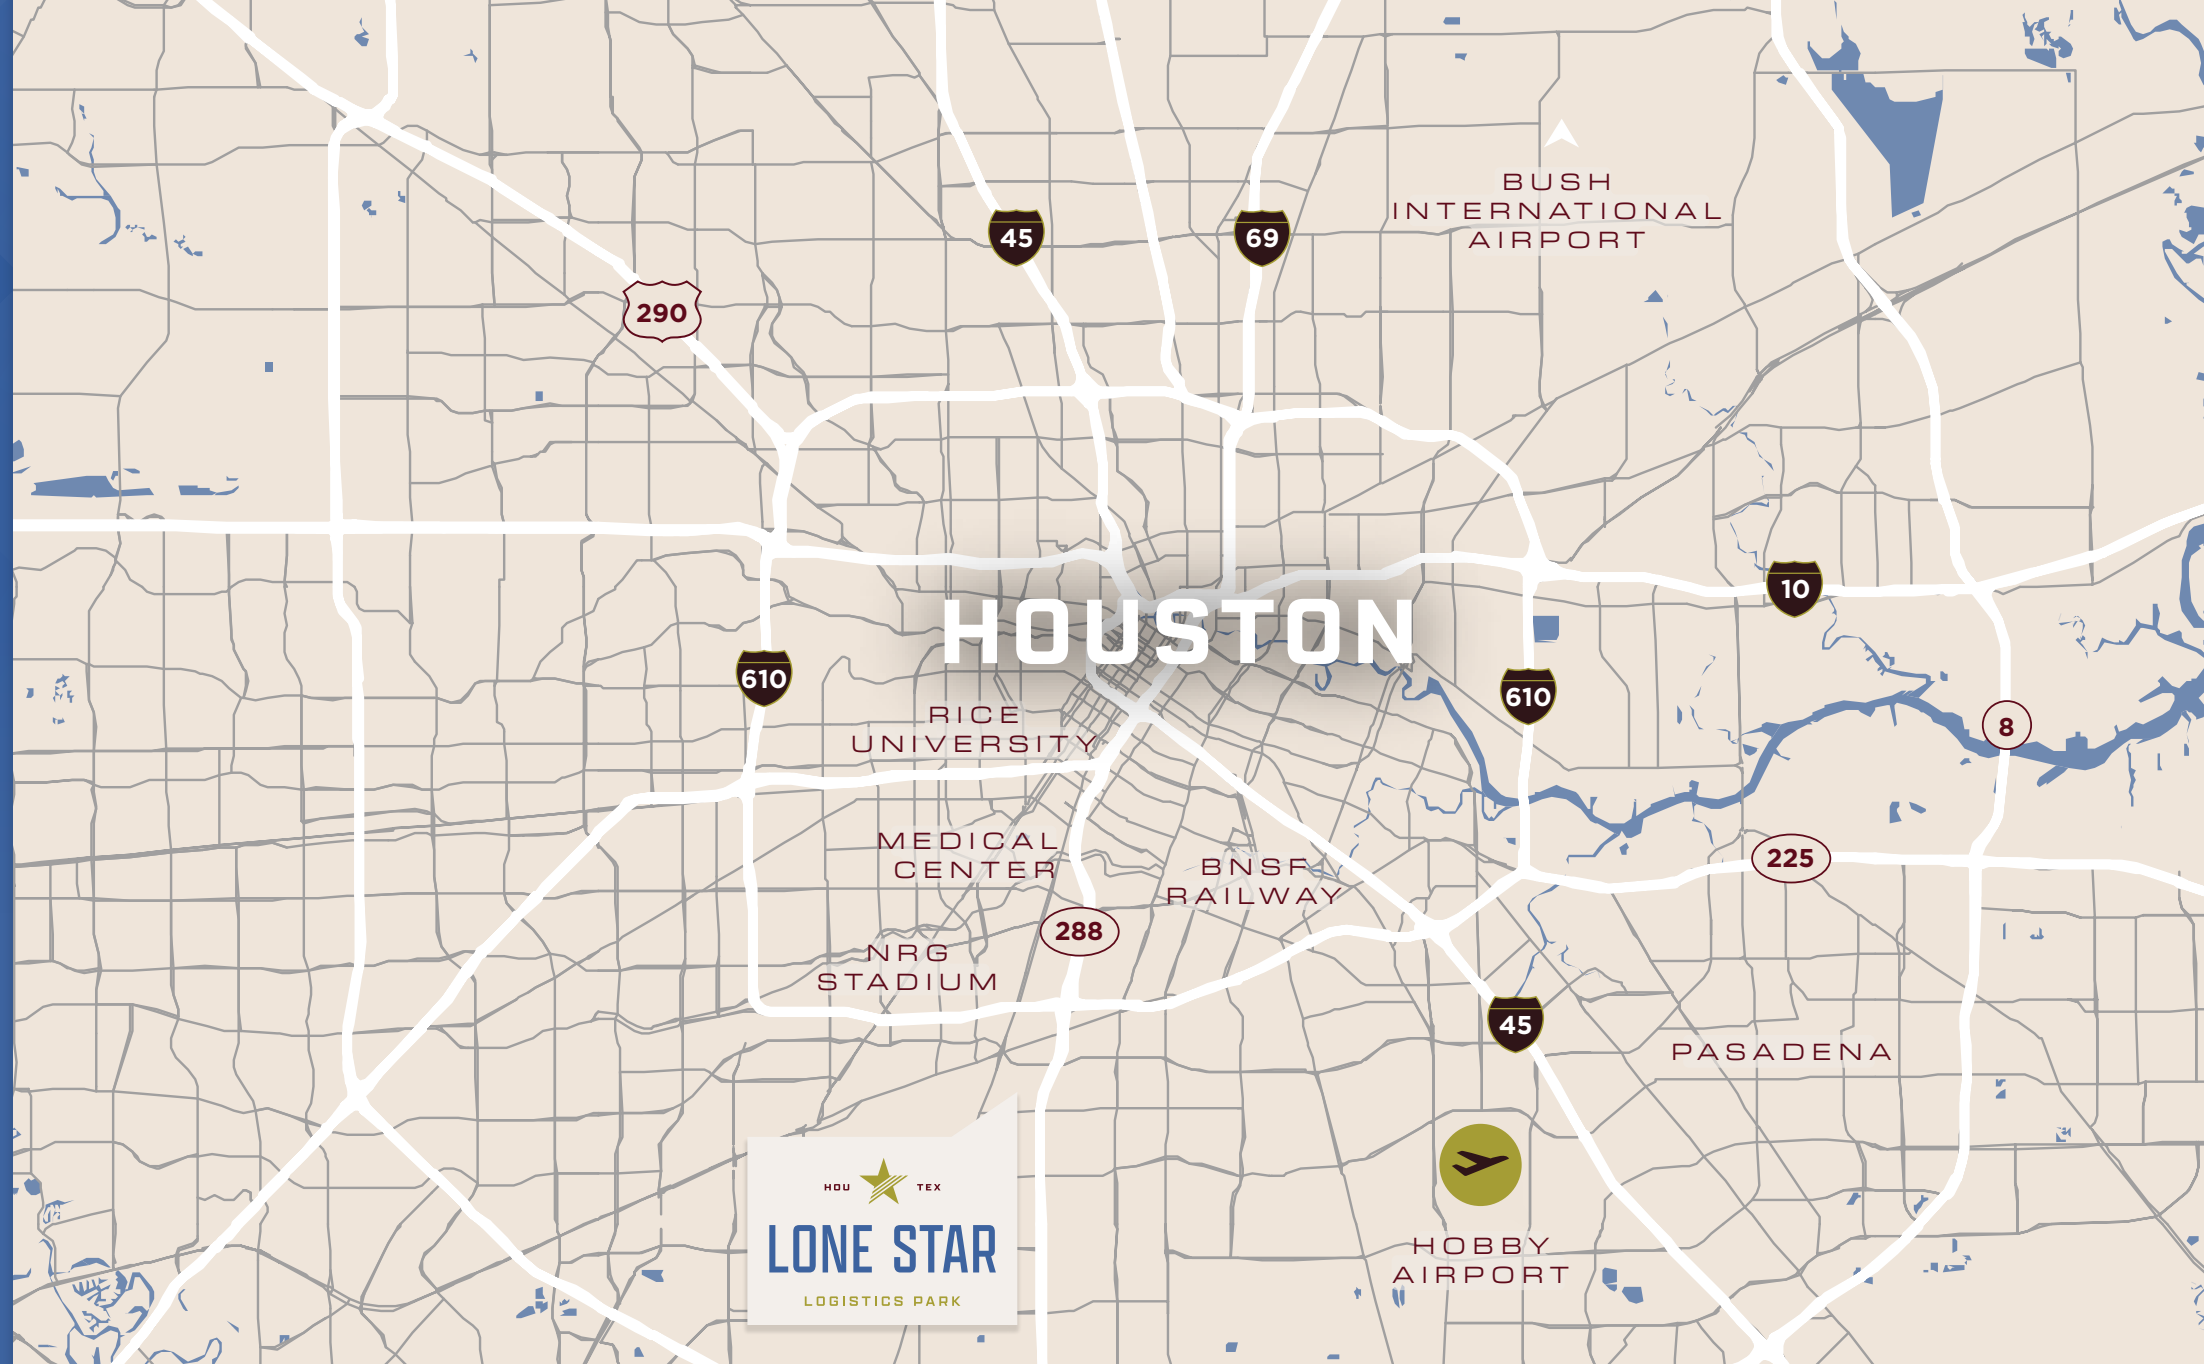 BUSH
INTERNATIONAL
AIRPORT
45
69
290
10
HOUSTON
610
610
8
RICE
UNIVERSITY
MEDICAL
CENTER
BNSF
RAILWAY
225
288
NRG
STADIUM
45
PASADENA
HOU TEX
LONE STAR
LOGISTICS PARK
HOBBY
AIRPORT